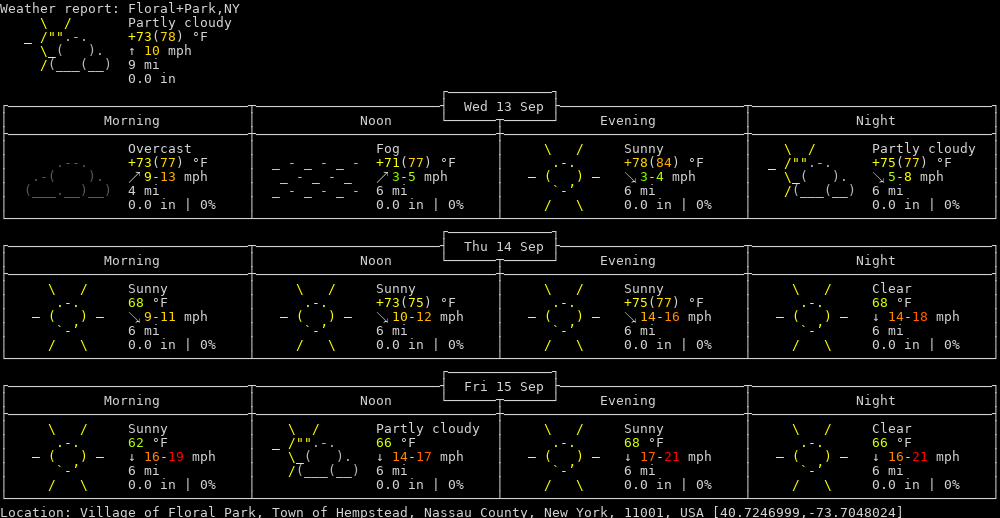 Weather report: Floral+Park,NY
Partly cloudy
+73(78) °F
↑ 10 mph
9 mi
0.0 in
Wed 13 Sep
Morning Noon Evening Night
Overcast Fog Sunny Partly cloudy
+73(77) °F +71(77) °F +78(84) °F +75(77) °F
↗ 9-13 mph ↗ 3-5 mph ↘ 3-4 mph ↘ 5-8 mph
4 mi 6 mi 6 mi 6 mi
0.0 in | 0% 0.0 in | 0% 0.0 in | 0% 0.0 in | 0%
Thu 14 Sep
Morning Noon Evening Night
Sunny Sunny Sunny Clear
68 °F +73(75) °F +75(77) °F 68 °F
↘ 9-11 mph ↘ 10-12 mph ↘ 14-16 mph ↓ 14-18 mph
6 mi 6 mi 6 mi 6 mi
0.0 in | 0% 0.0 in | 0% 0.0 in | 0% 0.0 in | 0%
Fri 15 Sep
Morning Noon Evening Night
Sunny Partly cloudy Sunny Clear
62 °F 66 °F 68 °F 66 °F
↓ 16-19 mph ↓ 14-17 mph ↓ 17-21 mph ↓ 16-21 mph
6 mi 6 mi 6 mi 6 mi
0.0 in | 0% 0.0 in | 0% 0.0 in | 0% 0.0 in | 0%
Location: Village of Floral Park, Town of Hempstead, Nassau County, New York, 11001, USA [40.7246999,-73.7048024]